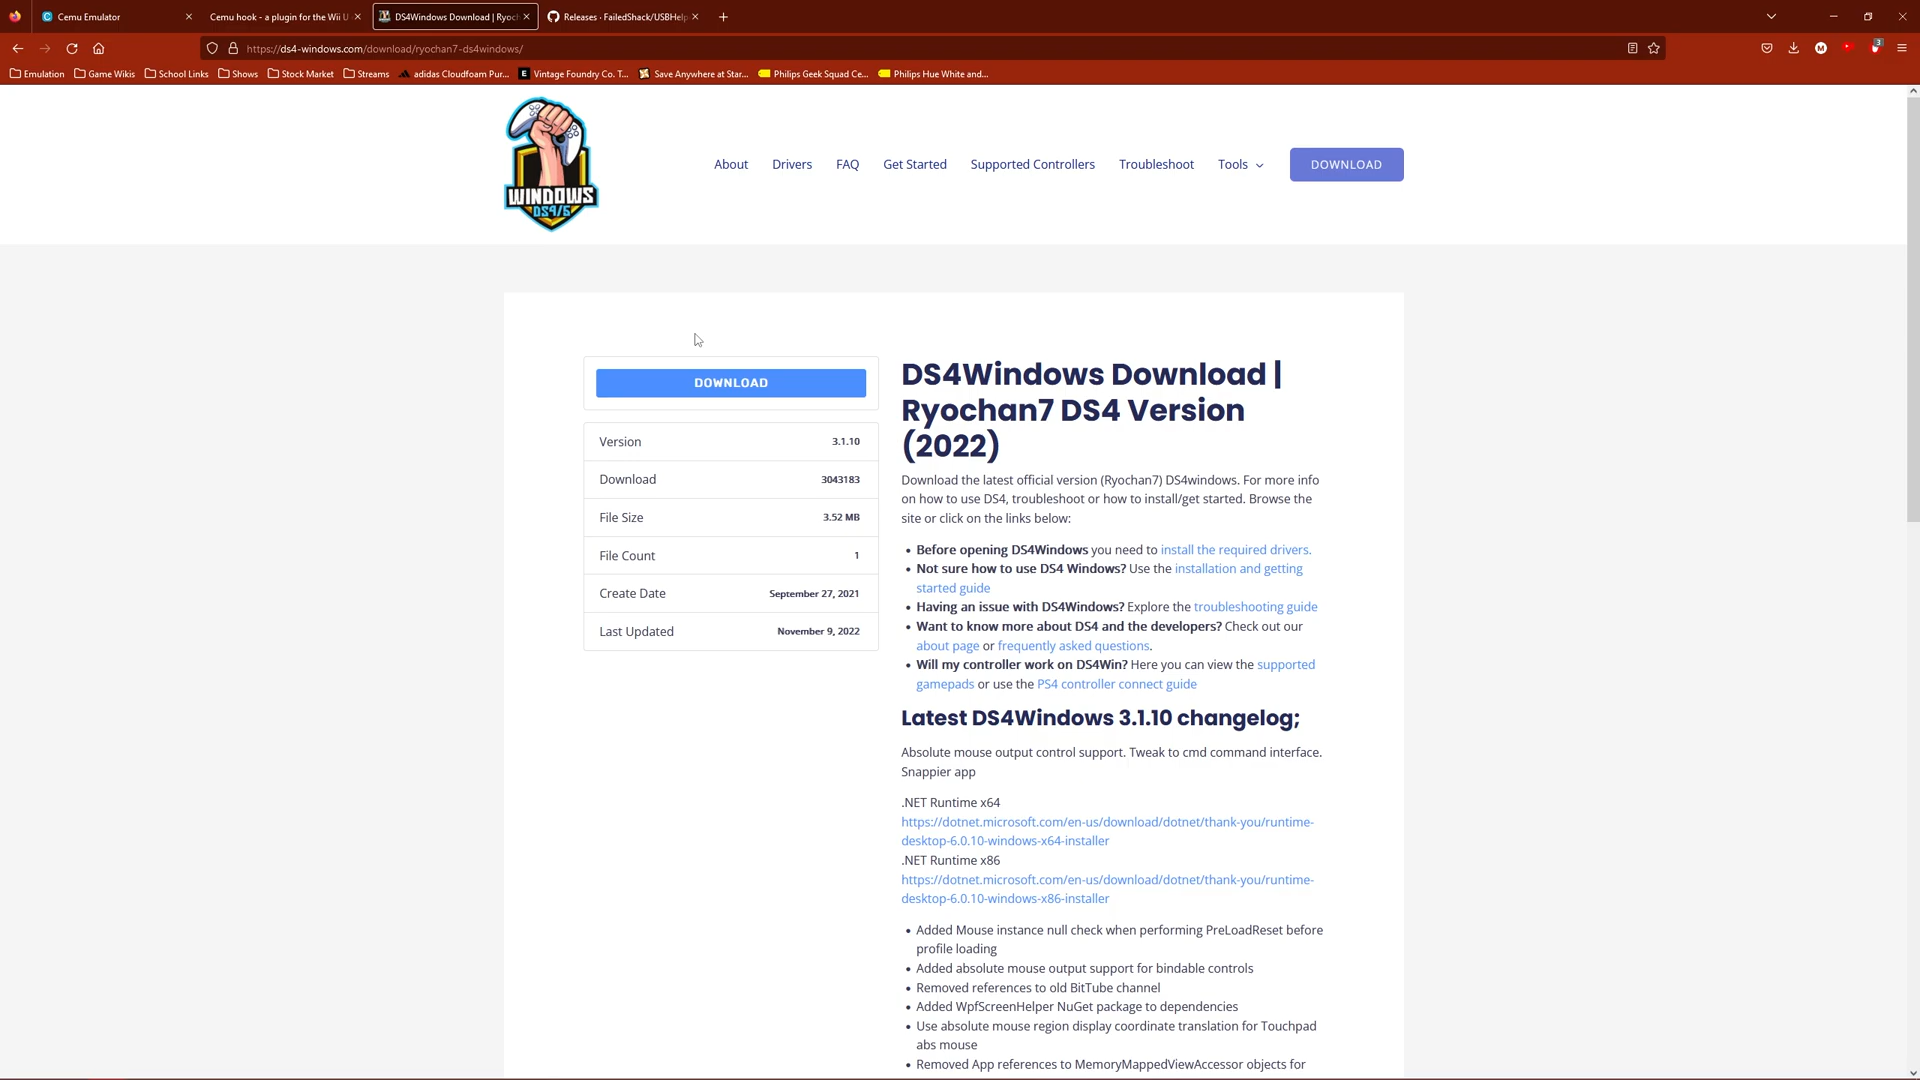 Cemu Emulator
Cemu hook - a plugin for the Wii U
DS4Windows Download | Ryoch
Releases · FailedShack/USBHelp
https://ds4-windows.com/download/ryochan7-ds4windows/
M
3
Emulation
Game Wikis
School Links
Shows
Stock Market
Streams
adidas Cloudfoam Pur...
Vintage Foundry Co. T...
Save Anywhere at Star...
Philips Geek Squad Ce...
Philips Hue White and...
WINDOWS
DS4/5
About
Drivers
FAQ
Get Started
Supported Controllers
Troubleshoot
Tools
DOWNLOAD
DOWNLOAD
Version 3.1.10
Download 3043183
File Size 3.52 MB
File Count 1
Create Date September 27, 2021
Last Updated November 9, 2022
DS4Windows Download |
Ryochan7 DS4 Version
(2022)
Download the latest official version (Ryochan7) DS4windows. For more info
on how to use DS4, troubleshoot or how to install/get started. Browse the
site or click on the links below:
• Before opening DS4Windows you need to install the required drivers.
• Not sure how to use DS4 Windows? Use the installation and getting
started guide
• Having an issue with DS4Windows? Explore the troubleshooting guide
• Want to know more about DS4 and the developers? Check out our
about page or frequently asked questions.
• Will my controller work on DS4Win? Here you can view the supported
gamepads or use the PS4 controller connect guide
Latest DS4Windows 3.1.10 changelog;
Absolute mouse output control support. Tweak to cmd command interface.
Snappier app
.NET Runtime x64
https://dotnet.microsoft.com/en-us/download/dotnet/thank-you/runtime-
desktop-6.0.10-windows-x64-installer
.NET Runtime x86
https://dotnet.microsoft.com/en-us/download/dotnet/thank-you/runtime-
desktop-6.0.10-windows-x86-installer
• Added Mouse instance null check when performing PreLoadReset before
profile loading
• Added absolute mouse output support for bindable controls
• Removed references to old BitTube channel
• Added WpfScreenHelper NuGet package to dependencies
• Use absolute mouse region display coordinate translation for Touchpad
abs mouse
• Removed App references to MemoryMappedViewAccessor objects for